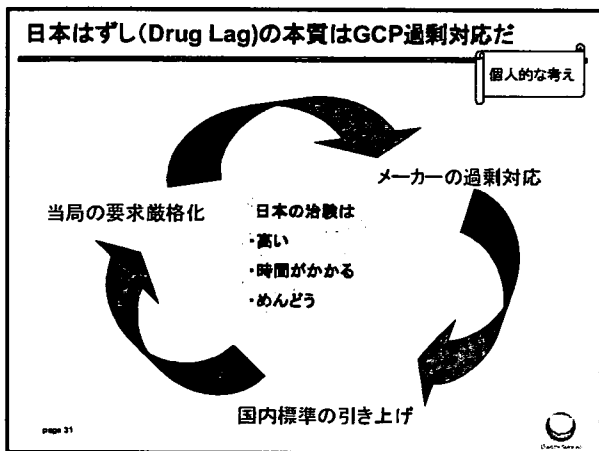 日本はずし(Drug Lag)の本質はGCP過剰対応だ
個人的な考え
メーカーの過剰対応
当局の要求厳格化
日本の治験は
・高い
・時間がかかる
・めんどう
国内標準の引き上げ
page 31